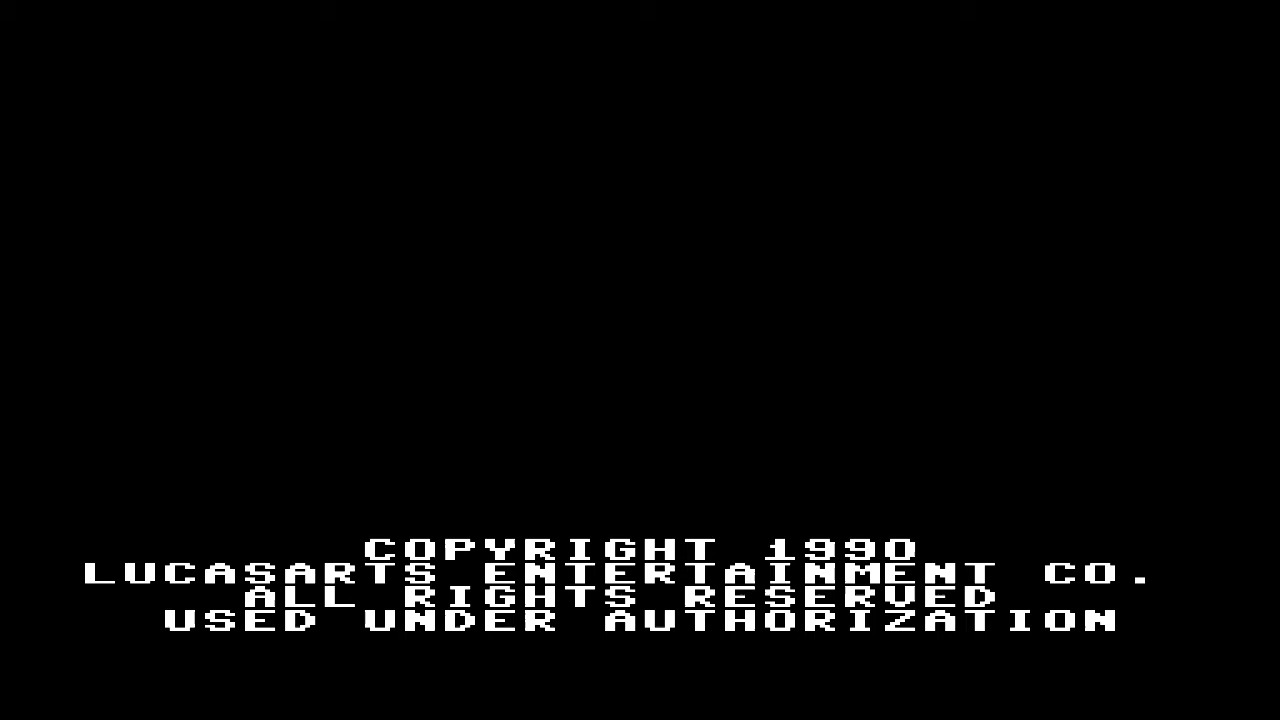 COPYRIGHT 1990
LUCASARTS ENTERTAINMENT CO.
ALL RIGHTS RESERVED
USED UNDER AUTHORIZATION